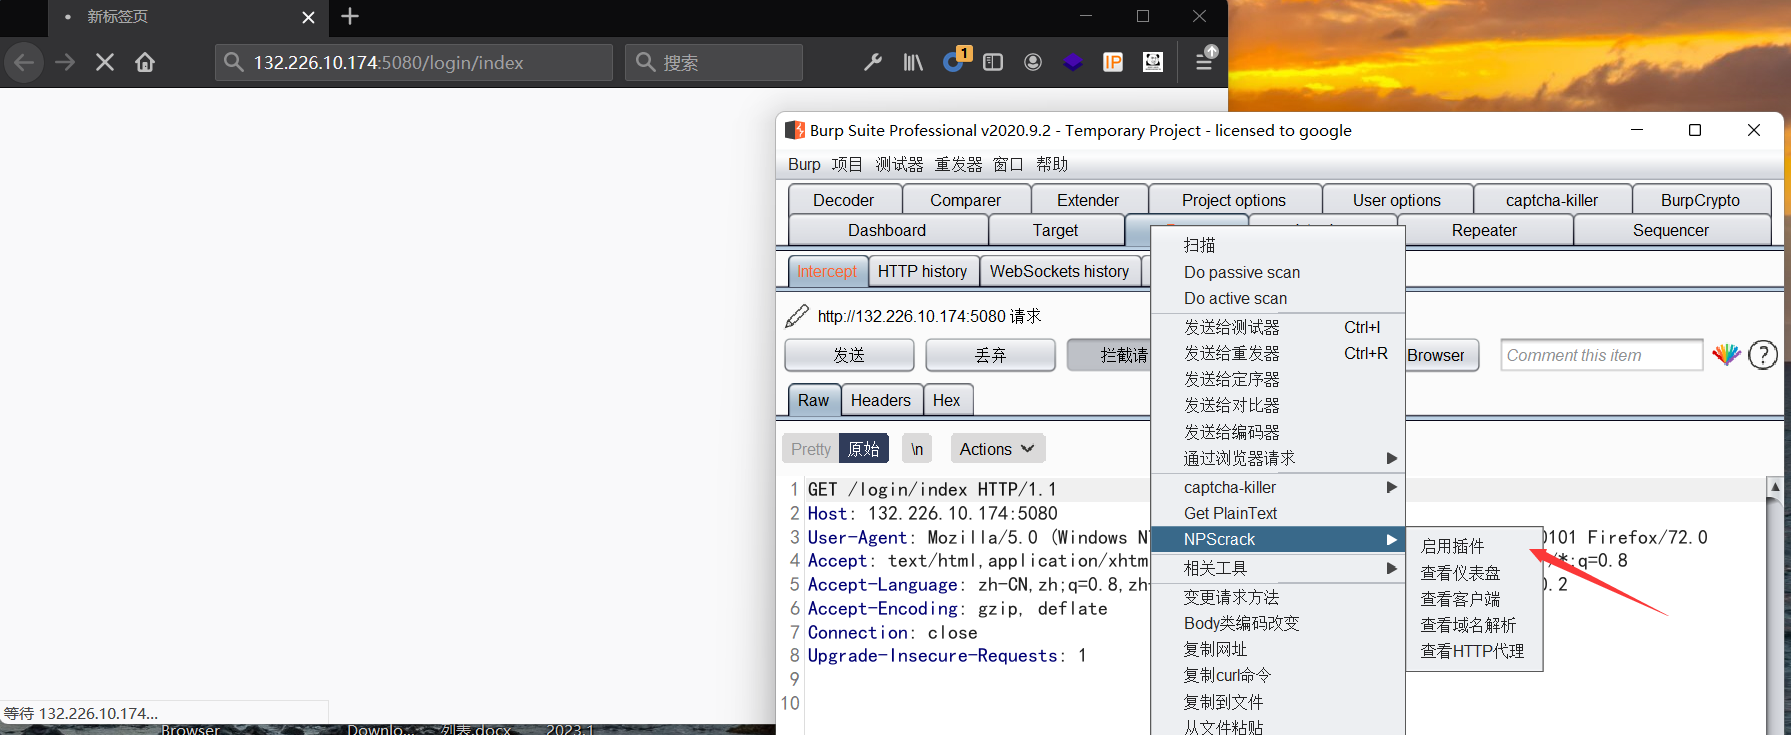 新标签页
132.226.10.174:5080/login/index
搜索
1
IP
Burp Suite Professional v2020.9.2 - Temporary Project - licensed to google
Burp 项目 测试器 重发器 窗口 帮助
Decoder Comparer Extender Project options User options captcha-killer BurpCrypto
Dashboard Target Repeater Sequencer
Intercept HTTP history WebSockets history
http://132.226.10.174:5080 请求
发送 丢弃 拦截请 Browser Comment this item ?
Raw Headers Hex
Pretty 原始 \n Actions
1 GET /login/index HTTP/1.1
2 Host: 132.226.10.174:5080
3 User-Agent: Mozilla/5.0 (Windows N 0101 Firefox/72.0
4 Accept: text/html,application/xhtm /*;q=0.8
5 Accept-Language: zh-CN,zh;q=0.8,zh 0.2
6 Accept-Encoding: gzip, deflate
7 Connection: close
8 Upgrade-Insecure-Requests: 1
9
10
扫描
Do passive scan
Do active scan
发送给测试器 Ctrl+I
发送给重发器 Ctrl+R
发送给定序器
发送给对比器
发送给编码器
通过浏览器请求
captcha-killer
Get PlainText
NPScrack
相关工具
变更请求方法
Body类编码改变
复制网址
复制curl命令
复制到文件
从文件粘贴
启用插件
查看仪表盘
查看客户端
查看域名解析
查看HTTP代理
等待 132.226.10.174...
Browser Downlo... 列表.docx 2023.1